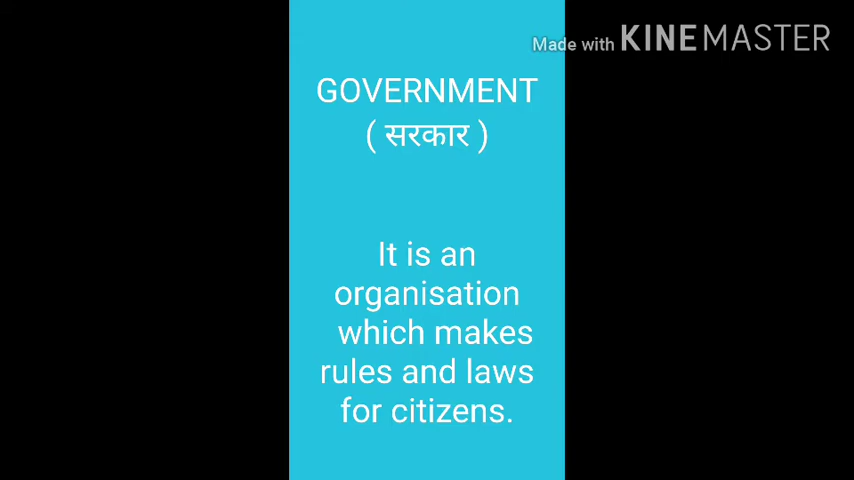 Made with KINEMASTER
GOVERNMENT
( सरकार )
It is an
organisation
which makes
rules and laws
for citizens.